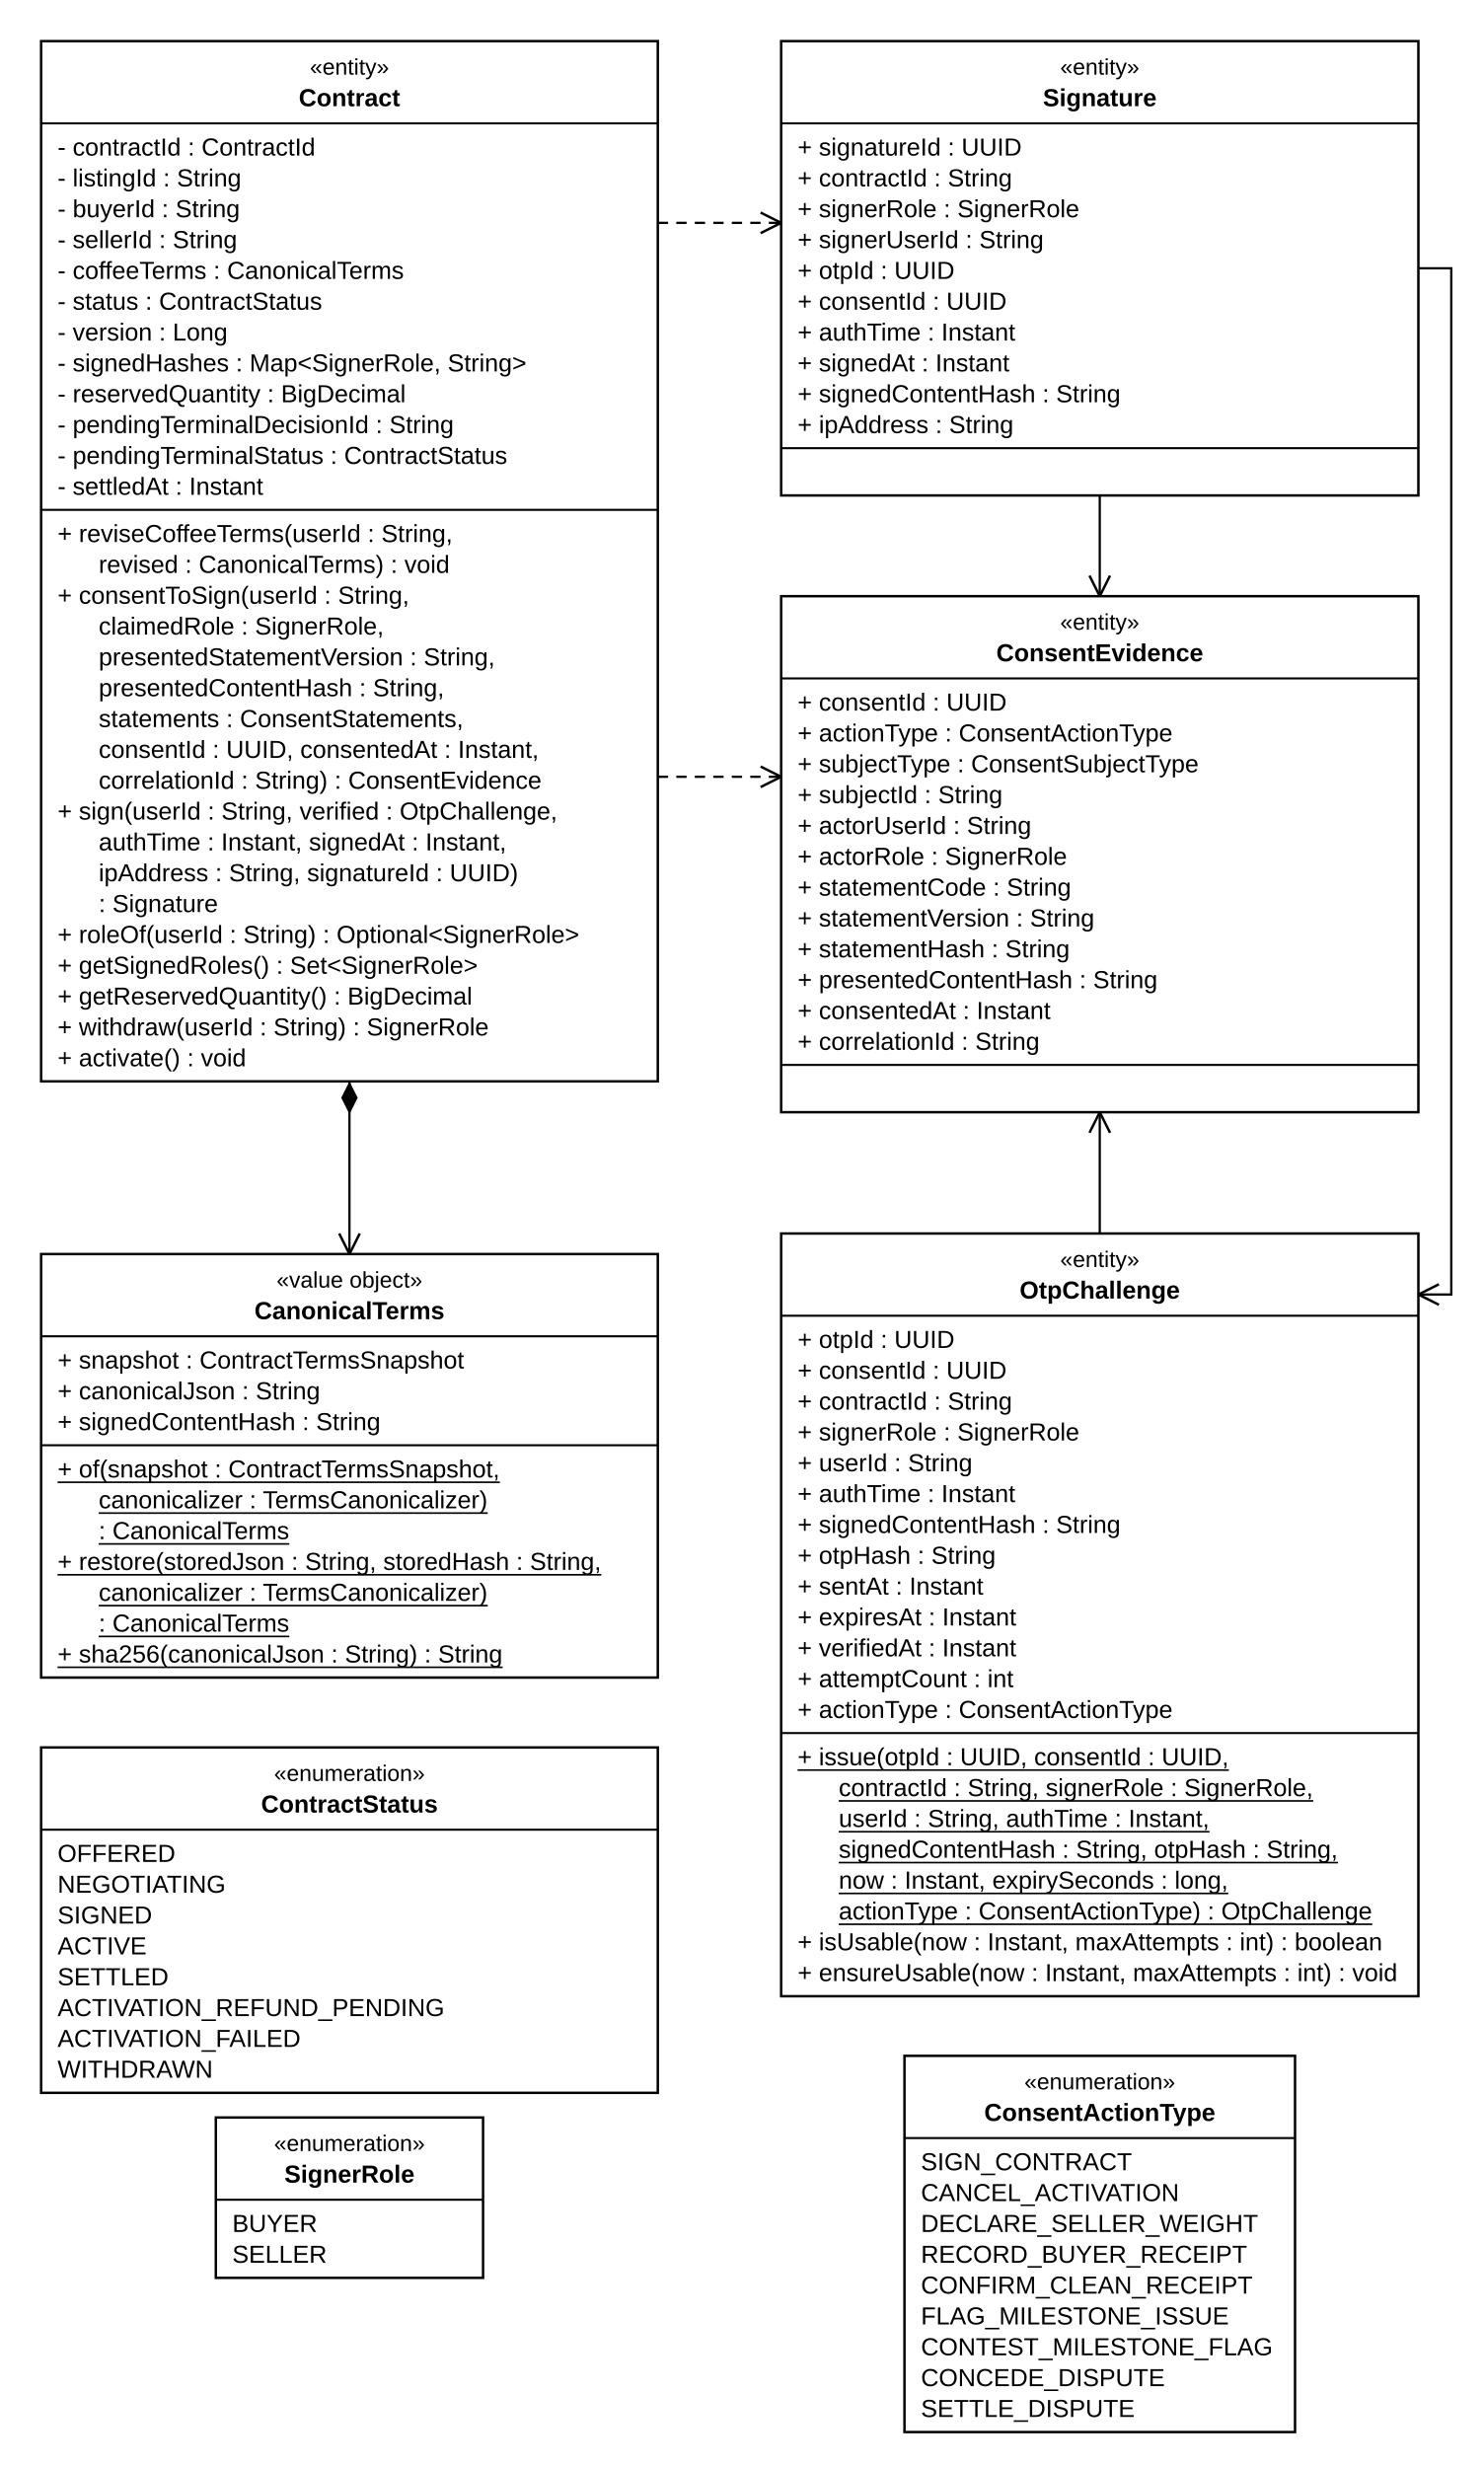 «entity»
Contract
- contractId : ContractId
- listingId : String
- buyerId : String
- sellerId : String
- coffeeTerms : CanonicalTerms
- status : ContractStatus
- version : Long
- signedHashes : Map<SignerRole, String>
- reservedQuantity : BigDecimal
- pendingTerminalDecisionId : String
- pendingTerminalStatus : ContractStatus
- settledAt : Instant
+ reviseCoffeeTerms(userId : String,
revised : CanonicalTerms) : void
+ consentToSign(userId : String,
claimedRole : SignerRole,
presentedStatementVersion : String,
presentedContentHash : String,
statements : ConsentStatements,
consentId : UUID, consentedAt : Instant,
correlationId : String) : ConsentEvidence
+ sign(userId : String, verified : OtpChallenge,
authTime : Instant, signedAt : Instant,
ipAddress : String, signatureId : UUID)
: Signature
+ roleOf(userId : String) : Optional<SignerRole>
+ getSignedRoles() : Set<SignerRole>
+ getReservedQuantity() : BigDecimal
+ withdraw(userId : String) : SignerRole
+ activate() : void
«entity»
Signature
+ signatureId : UUID
+ contractId : String
+ signerRole : SignerRole
+ signerUserId : String
+ otpId : UUID
+ consentId : UUID
+ authTime : Instant
+ signedAt : Instant
+ signedContentHash : String
+ ipAddress : String
«entity»
ConsentEvidence
+ consentId : UUID
+ actionType : ConsentActionType
+ subjectType : ConsentSubjectType
+ subjectId : String
+ actorUserId : String
+ actorRole : SignerRole
+ statementCode : String
+ statementVersion : String
+ statementHash : String
+ presentedContentHash : String
+ consentedAt : Instant
+ correlationId : String
«value object»
CanonicalTerms
+ snapshot : ContractTermsSnapshot
+ canonicalJson : String
+ signedContentHash : String
+ of(snapshot : ContractTermsSnapshot,
canonicalizer : TermsCanonicalizer)
: CanonicalTerms
+ restore(storedJson : String, storedHash : String,
canonicalizer : TermsCanonicalizer)
: CanonicalTerms
+ sha256(canonicalJson : String) : String
«entity»
OtpChallenge
+ otpId : UUID
+ consentId : UUID
+ contractId : String
+ signerRole : SignerRole
+ userId : String
+ authTime : Instant
+ signedContentHash : String
+ otpHash : String
+ sentAt : Instant
+ expiresAt : Instant
+ verifiedAt : Instant
+ attemptCount : int
+ actionType : ConsentActionType
+ issue(otpId : UUID, consentId : UUID,
contractId : String, signerRole : SignerRole,
userId : String, authTime : Instant,
signedContentHash : String, otpHash : String,
now : Instant, expirySeconds : long,
actionType : ConsentActionType) : OtpChallenge
+ isUsable(now : Instant, maxAttempts : int) : boolean
+ ensureUsable(now : Instant, maxAttempts : int) : void
«enumeration»
ContractStatus
OFFERED
NEGOTIATING
SIGNED
ACTIVE
SETTLED
ACTIVATION_REFUND_PENDING
ACTIVATION_FAILED
WITHDRAWN
«enumeration»
SignerRole
BUYER
SELLER
«enumeration»
ConsentActionType
SIGN_CONTRACT
CANCEL_ACTIVATION
DECLARE_SELLER_WEIGHT
RECORD_BUYER_RECEIPT
CONFIRM_CLEAN_RECEIPT
FLAG_MILESTONE_ISSUE
CONTEST_MILESTONE_FLAG
CONCEDE_DISPUTE
SETTLE_DISPUTE